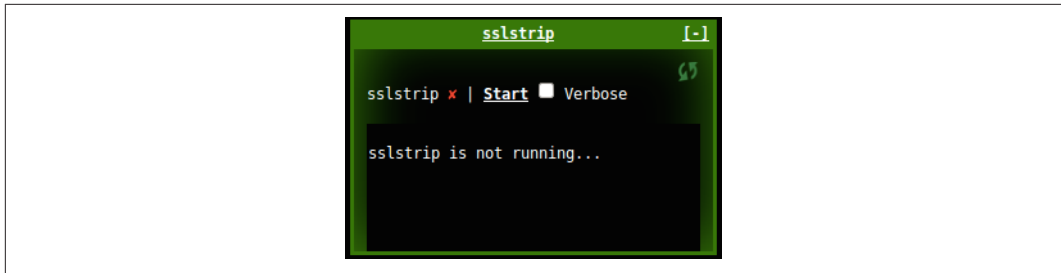 sslstrip [-]
sslstrip ✘ | Start Verbose
sslstrip is not running...